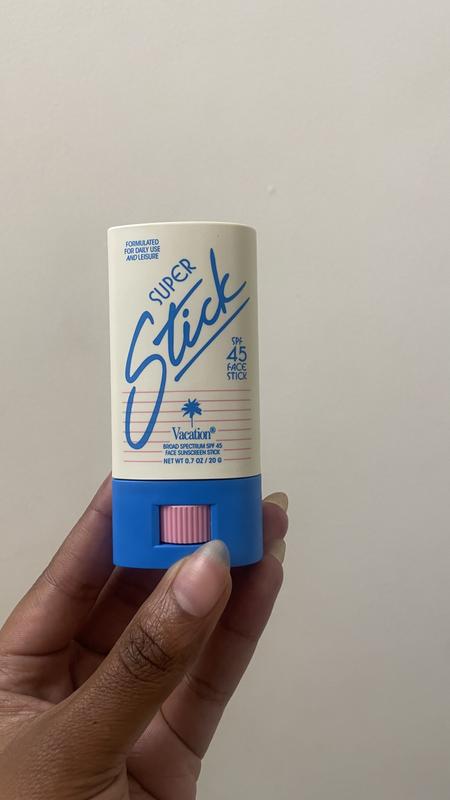 FORMULATED
FOR DAILY USE
AND LEISURE
SUPER
Stick
SPF
45
FACE
STICK
Vacation®
BROAD SPECTRUM SPF 45
FACE SUNSCREEN STICK
NET WT 0.7 OZ / 20 G